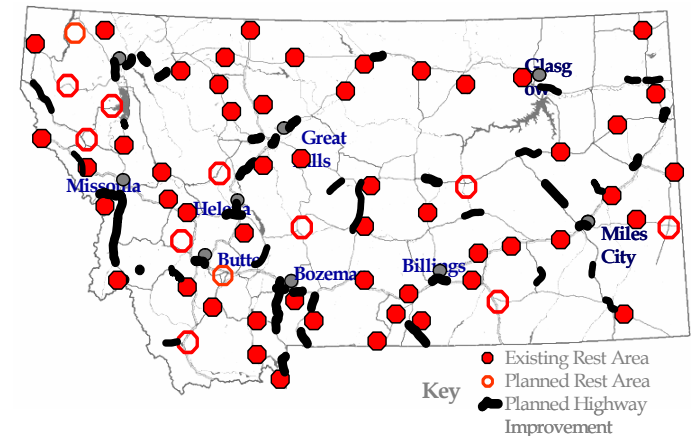 Glasg
ow
Great
lls
Missoula
Helena
Butte
Bozema
Billings
Miles
City
Key
Existing Rest Area
Planned Rest Area
Planned Highway
Improvement